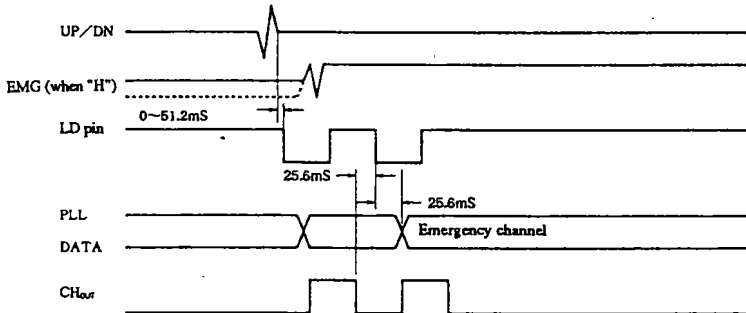 UP/DN
EMG (when "H")
0～51.2mS
LD pin
25.6mS
25.6mS
PLL
Emergency channel
DATA
CHOUT